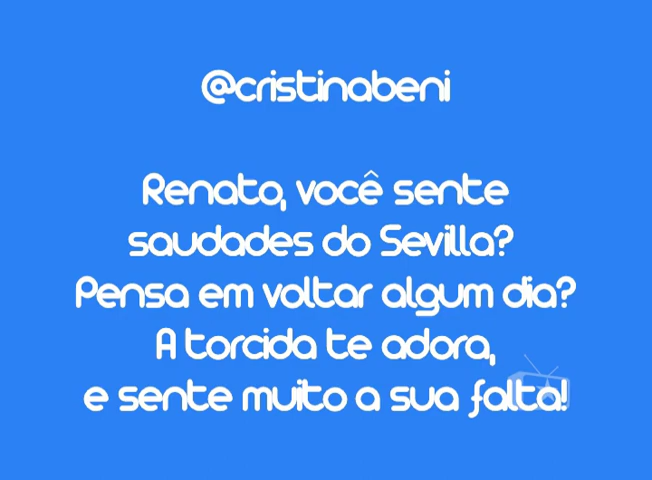 @cristinabeni
Renato, você sente
saudades do Sevilla?
Pensa em voltar algum dia?
A torcida te adora,
e sente muito a sua falta!